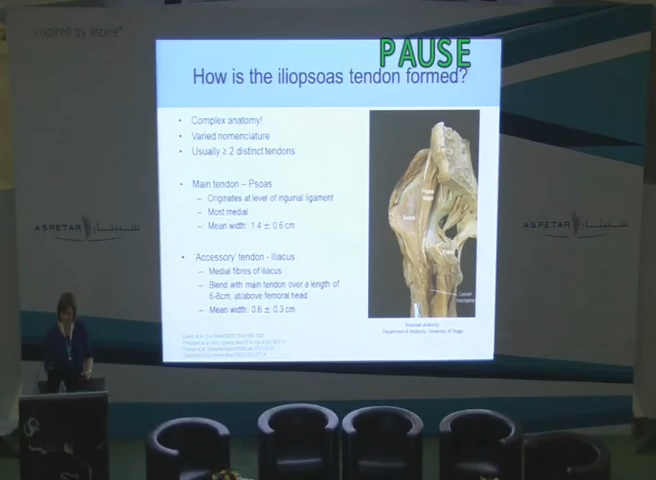 inspired by aspire
PAUSE
How is the iliopsoas tendon formed?
• Complex anatomy!
• Varied nomenclature
• Usually ≥ 2 distinct tendons
• Main tendon – Psoas
– Originates at level of inguinal ligament
– Most medial
– Mean width: 1.4 ± 0.6 cm
• 'Accessory' tendon - Iliacus
– Medial fibres of iliacus
– Blend with main tendon over a length of
6-8cm, at/above femoral head
– Mean width: 0.6 ± 0.3 cm
Department of Anatomy, University of Otago
ASPETAR سبيتار
ASPETAR سبيتار